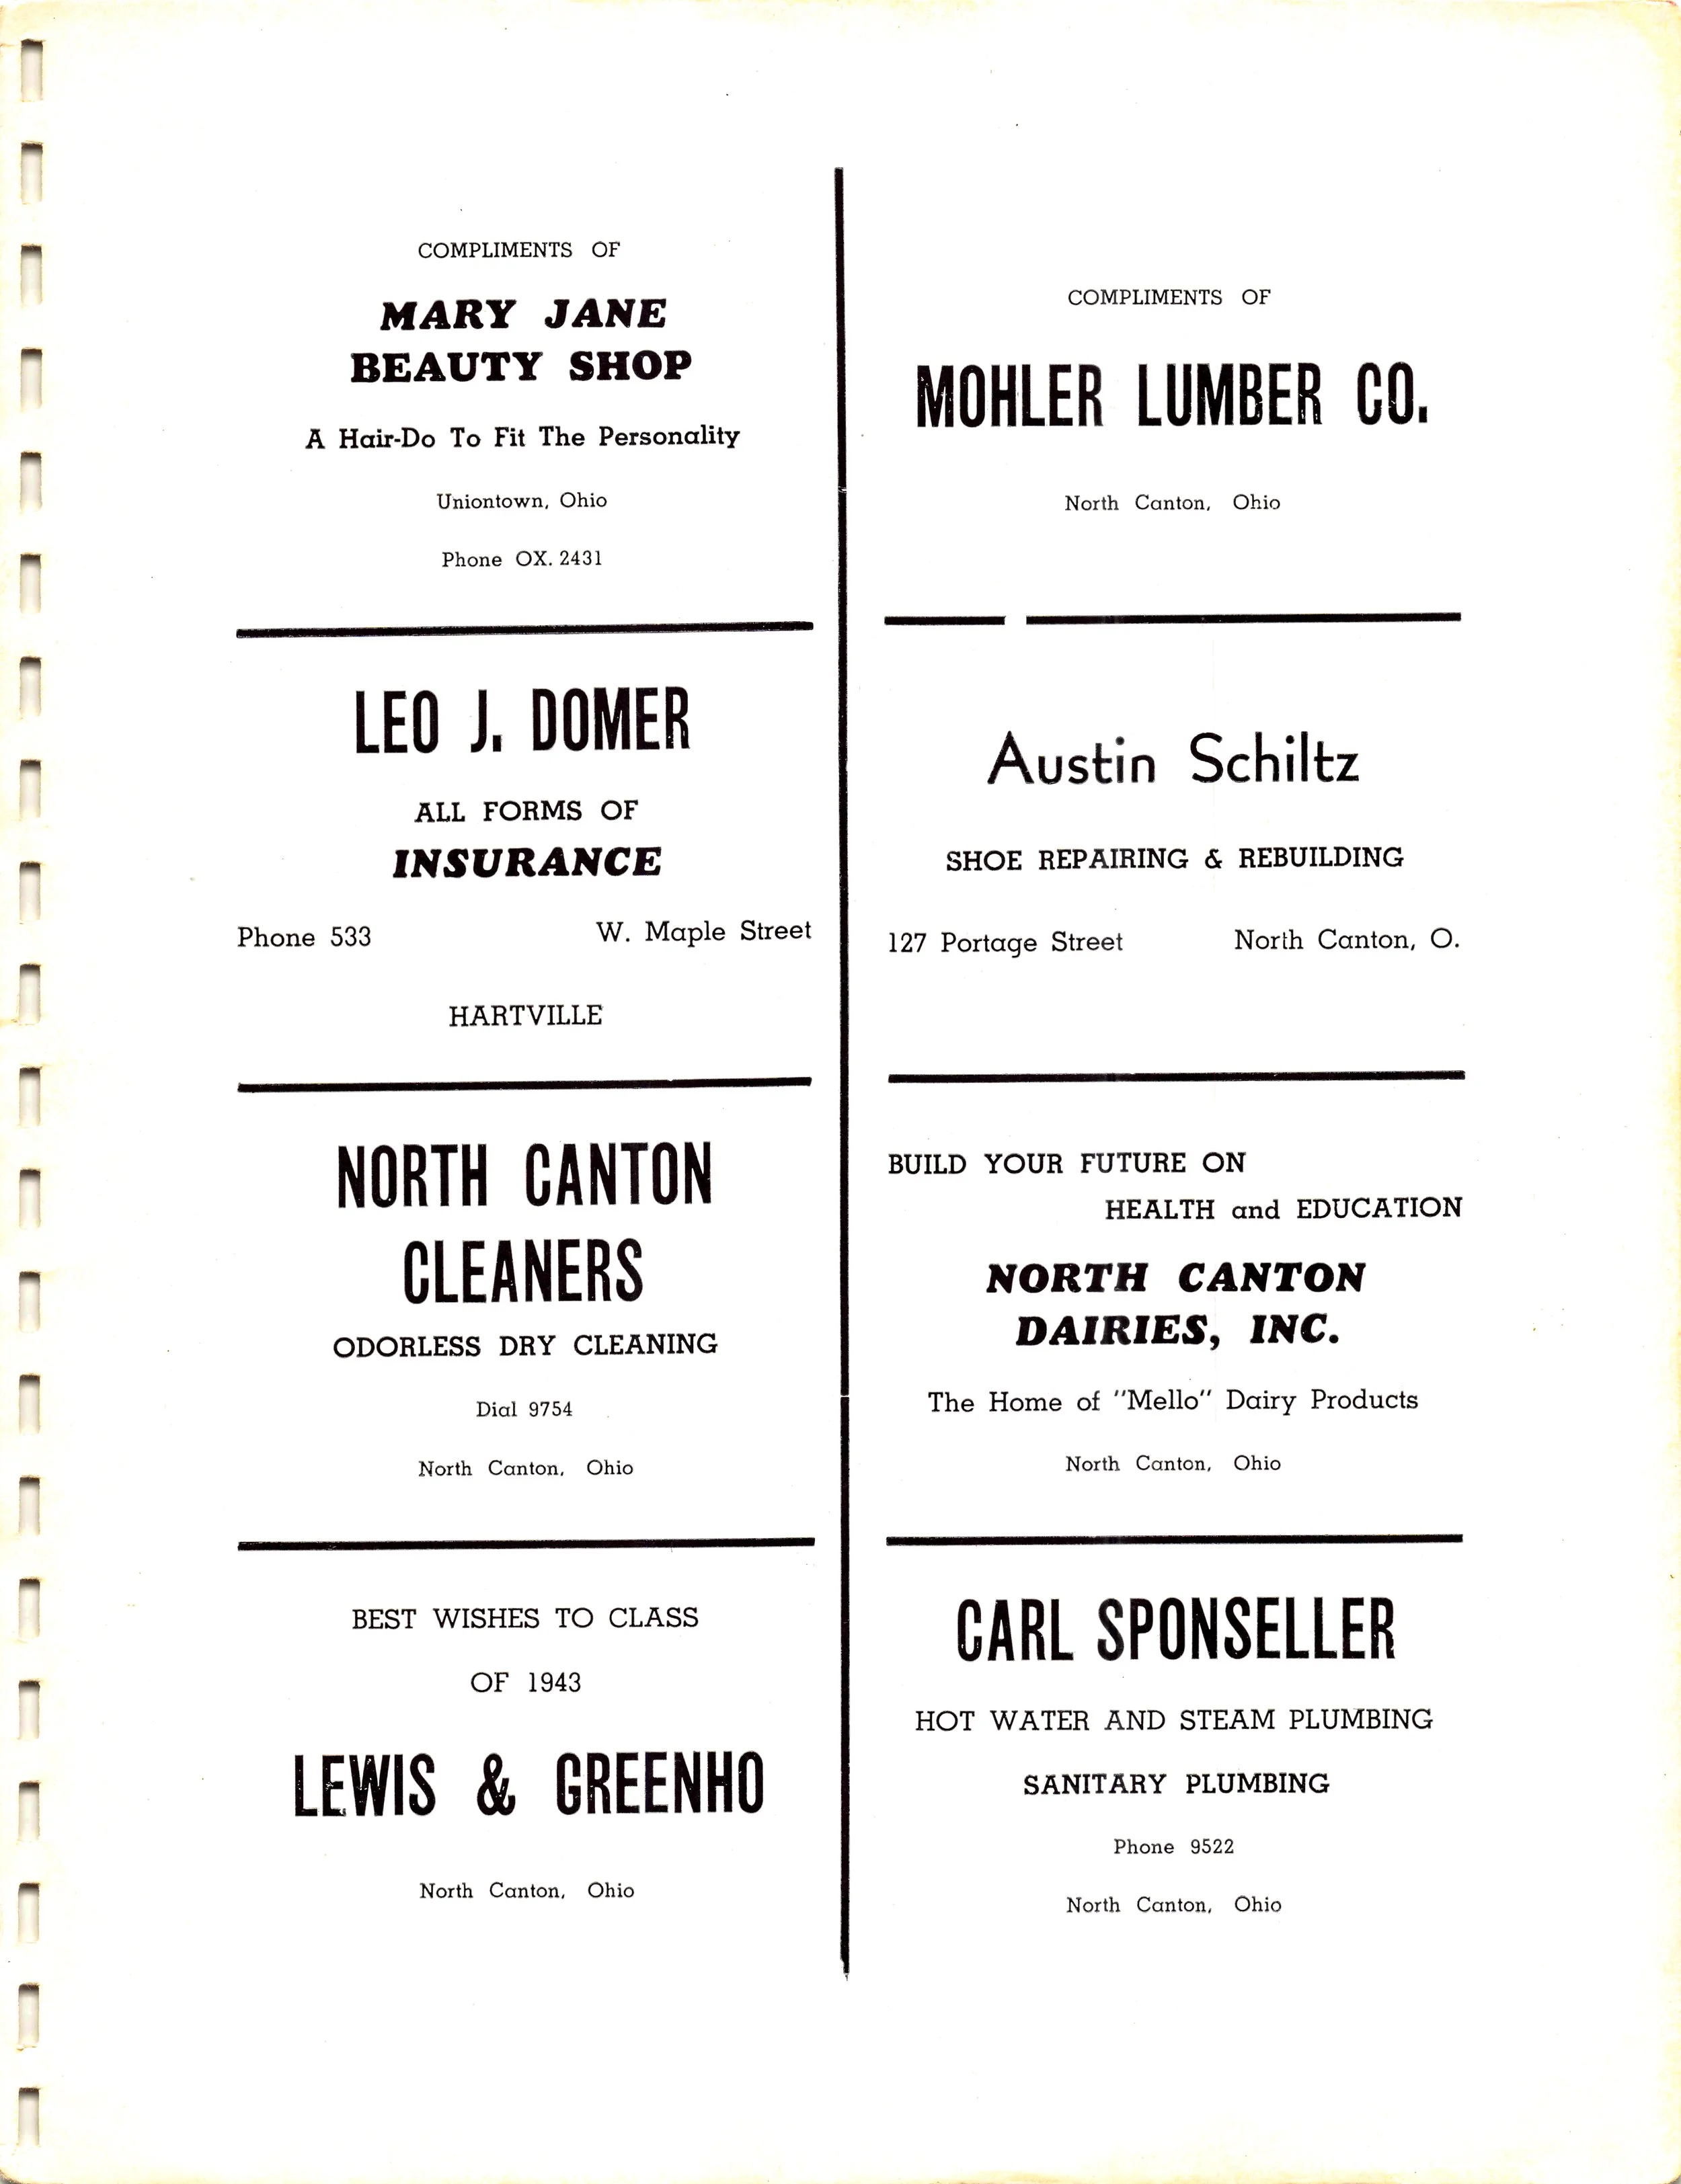 COMPLIMENTS OF
MARY JANE
BEAUTY SHOP
A Hair-Do To Fit The Personality
Uniontown, Ohio
Phone OX. 2431
LEO J. DOMER
ALL FORMS OF
INSURANCE
Phone 533 W. Maple Street
HARTVILLE
NORTH CANTON
CLEANERS
ODORLESS DRY CLEANING
Dial 9754
North Canton, Ohio
BEST WISHES TO CLASS
OF 1943
LEWIS & GREENHO
North Canton, Ohio
COMPLIMENTS OF
MOHLER LUMBER CO.
North Canton, Ohio
Austin Schiltz
SHOE REPAIRING & REBUILDING
127 Portage Street North Canton, O.
BUILD YOUR FUTURE ON
HEALTH and EDUCATION
NORTH CANTON
DAIRIES, INC.
The Home of "Mello" Dairy Products
North Canton, Ohio
CARL SPONSELLER
HOT WATER AND STEAM PLUMBING
SANITARY PLUMBING
Phone 9522
North Canton, Ohio